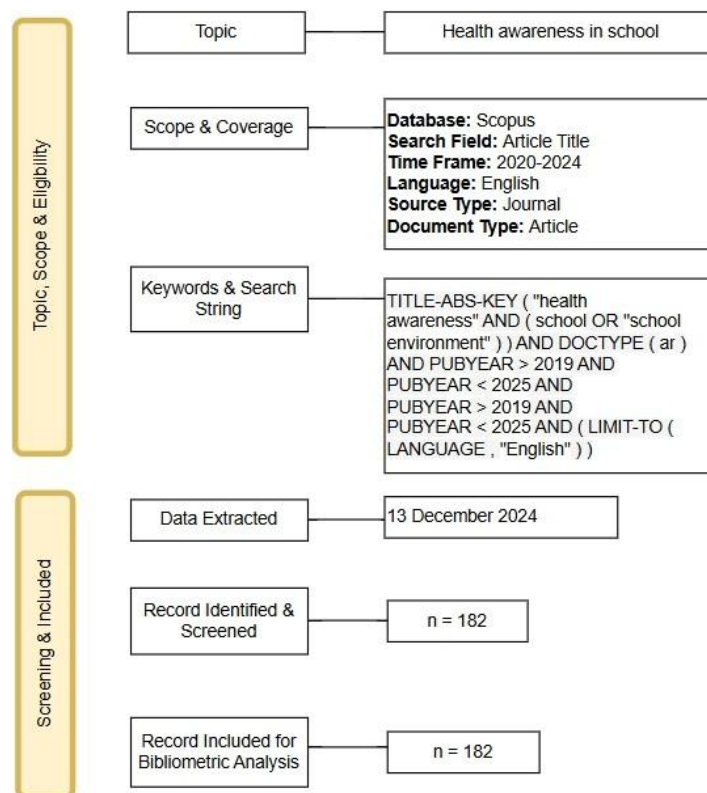 Topic, Scope & Eligibility
Topic
Health awareness in school
Scope & Coverage
Database: Scopus
Search Field: Article Title
Time Frame: 2020-2024
Language: English
Source Type: Journal
Document Type: Article
Keywords & Search
String
TITLE-ABS-KEY ( "health
awareness" AND ( school OR "school
environment" ) ) AND DOCTYPE ( ar )
AND PUBYEAR > 2019 AND
PUBYEAR < 2025 AND
PUBYEAR > 2019 AND
PUBYEAR < 2025 AND ( LIMIT-TO (
LANGUAGE , "English" ) )
Screening & Included
Data Extracted
13 December 2024
Record Identified &
Screened
n = 182
Record Included for
Bibliometric Analysis
n = 182